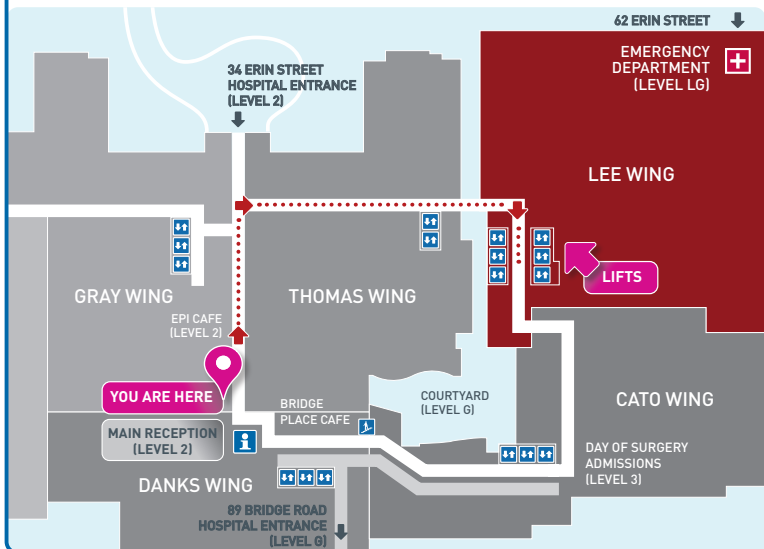 62 ERIN STREET
EMERGENCY
DEPARTMENT
(LEVEL LG)
34 ERIN STREET
HOSPITAL ENTRANCE
(LEVEL 2)
LEE WING
LIFTS
GRAY WING
THOMAS WING
EPI CAFE
(LEVEL 2)
YOU ARE HERE
MAIN RECEPTION
(LEVEL 2)
i
BRIDGE
PLACE CAFE
COURTYARD
(LEVEL G)
CATO WING
DAY OF SURGERY
ADMISSIONS
(LEVEL 3)
DANKS WING
89 BRIDGE ROAD
HOSPITAL ENTRANCE
(LEVEL G)